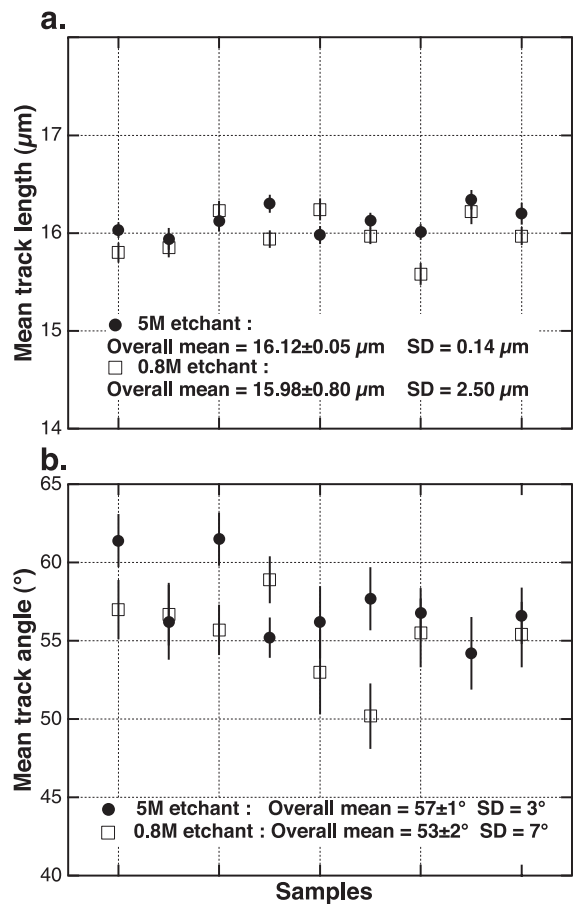 a.
Mean track length (µm)
17
16
15
14
5M etchant :
Overall mean = 16.12±0.05 µm SD = 0.14 µm
0.8M etchant :
Overall mean = 15.98±0.80 µm SD = 2.50 µm
b.
Mean track angle (°)
65
60
55
50
45
40
5M etchant : Overall mean = 57±1° SD = 3°
0.8M etchant : Overall mean = 53±2° SD = 7°
Samples